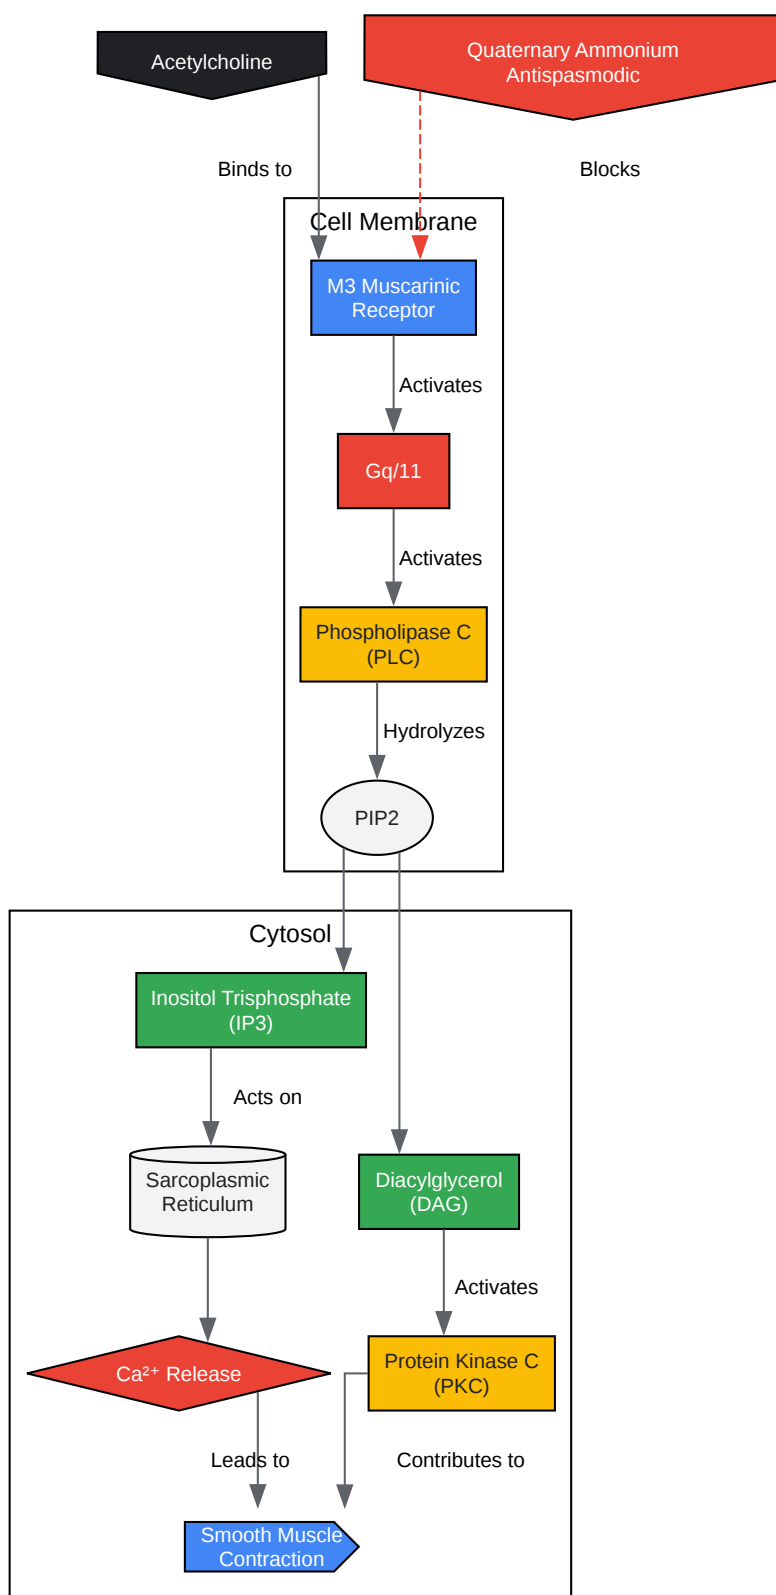 Acetylcholine
Quaternary Ammonium
Antispasmodic
Binds to
Blocks
Cell Membrane
M3 Muscarinic
Receptor
Activates
Gq/11
Activates
Phospholipase C
(PLC)
Hydrolyzes
PIP2
Cytosol
Inositol Trisphosphate
(IP3)
Acts on
Sarcoplasmic
Reticulum
Diacylglycerol
(DAG)
Activates
Ca²⁺ Release
Protein Kinase C
(PKC)
Leads to
Contributes to
Smooth Muscle
Contraction